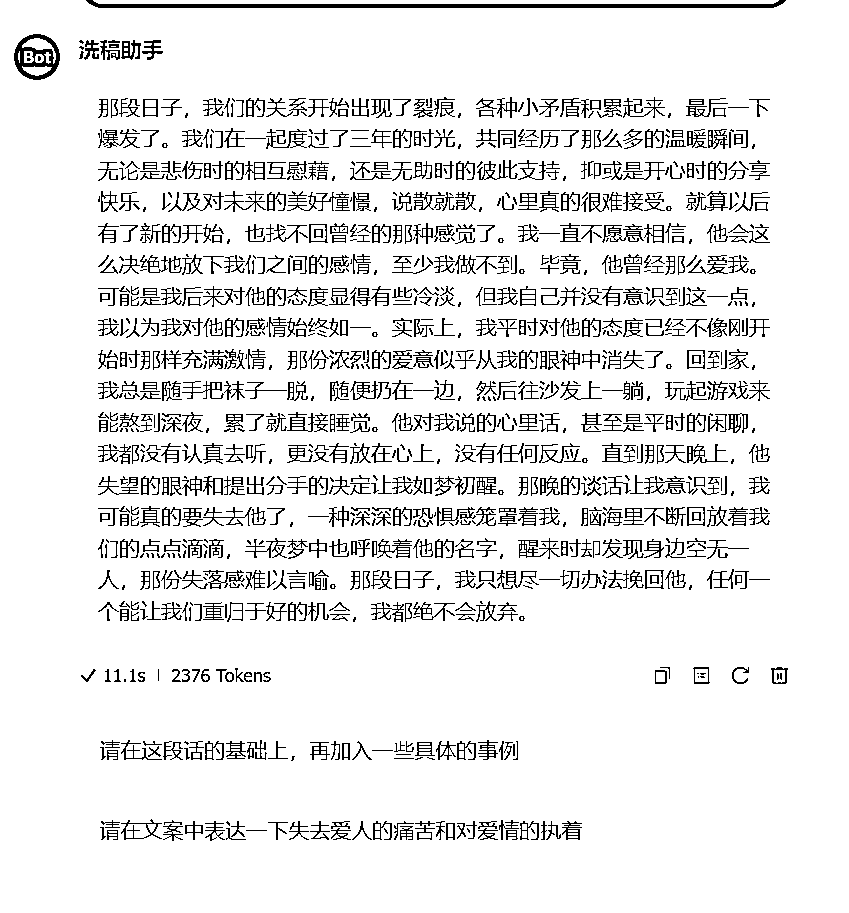 Bot
洗稿助手
那段日子，我们的关系开始出现了裂痕，各种小矛盾积累起来，最后一下
爆发了。我们在一起度过了三年的时光，共同经历了那么多的温暖瞬间，
无论是悲伤时的相互慰藉，还是无助时的彼此支持，抑或是开心时的分享
快乐，以及对未来的美好憧憬，说散就散，心里真的很难接受。就算以后
有了新的开始，也找不回曾经的那种感觉了。我一直不愿意相信，他会这
么决绝地放下我们之间的感情，至少我做不到。毕竟，他曾经那么爱我。
可能是我后来对他的态度显得有些冷淡，但我自己并没有意识到这一点，
我以为我对他的感情始终如一。实际上，我平时对他的态度已经不像刚开
始时那样充满激情，那份浓烈的爱意似乎从我的眼神中消失了。回到家，
我总是随手把袜子一脱，随便扔在一边，然后往沙发上一躺，玩起游戏来
能熬到深夜，累了就直接睡觉。他对我说的心里话，甚至是平时的闲聊，
我都没有认真去听，更没有放在心上，没有任何反应。直到那天晚上，他
失望的眼神和提出分手的决定让我如梦初醒。那晚的谈话让我意识到，我
可能真的要失去他了，一种深深的恐惧感笼罩着我，脑海里不断回放着我
们的点点滴滴，半夜梦中也呼唤着他的名字，醒来时却发现身边空无一
人，那份失落感难以言喻。那段日子，我只想尽一切办法挽回他，任何一
个能让我们重归于好的机会，我都绝不会放弃。
11.1s | 2376 Tokens
请在这段话的基础上，再加入一些具体的事例
请在文案中表达一下失去爱人的痛苦和对爱情的执着